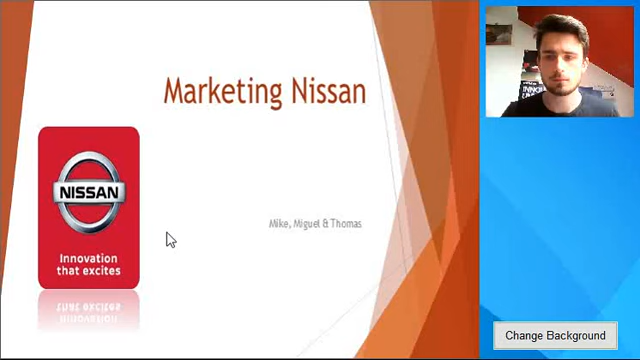 Marketing Nissan
NISSAN
Innovation
that excites
Mike, Miguel & Thomas
Change Background